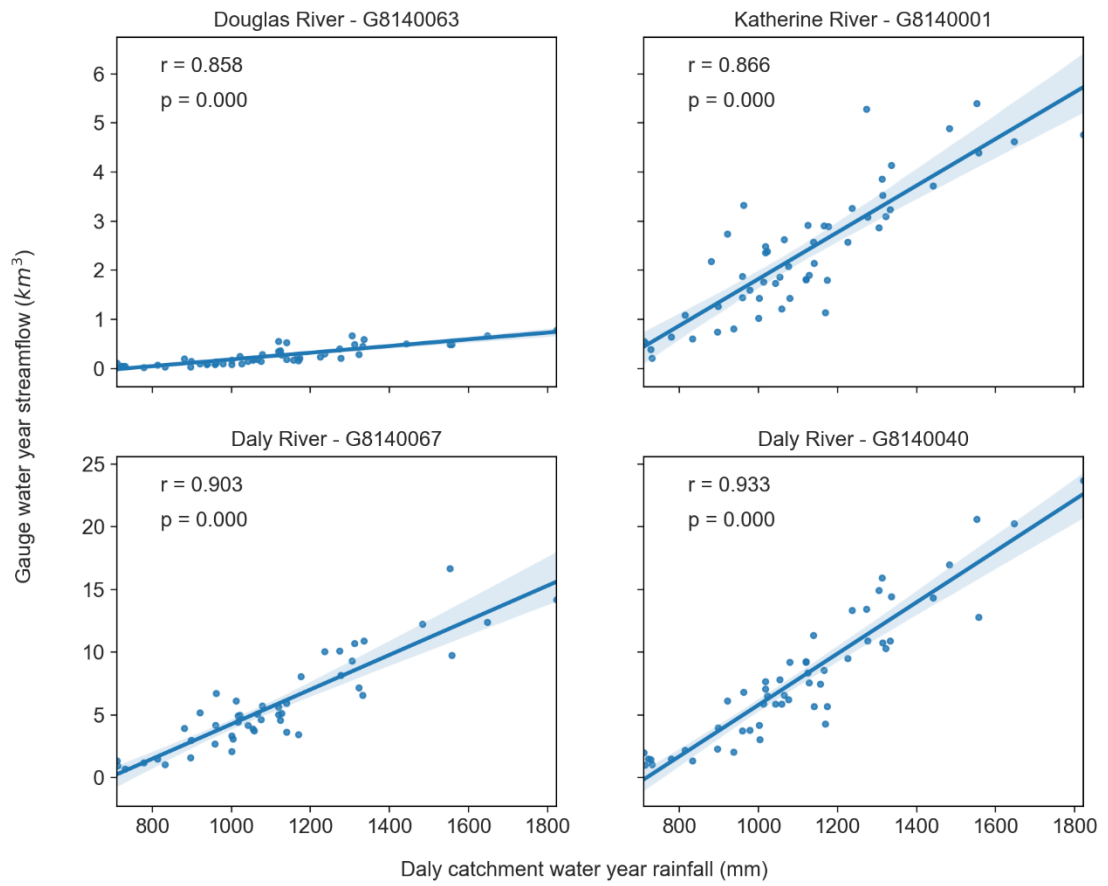 Douglas River - G8140063
Katherine River - G8140001
r = 0.858
p = 0.000
r = 0.866
p = 0.000
6
5
4
3
2
1
0
Gauge water year streamflow (km³)
Daly River - G8140067
Daly River - G8140040
r = 0.903
p = 0.000
r = 0.933
p = 0.000
25
20
15
10
5
0
800 1000 1200 1400 1600 1800
800 1000 1200 1400 1600 1800
Daly catchment water year rainfall (mm)